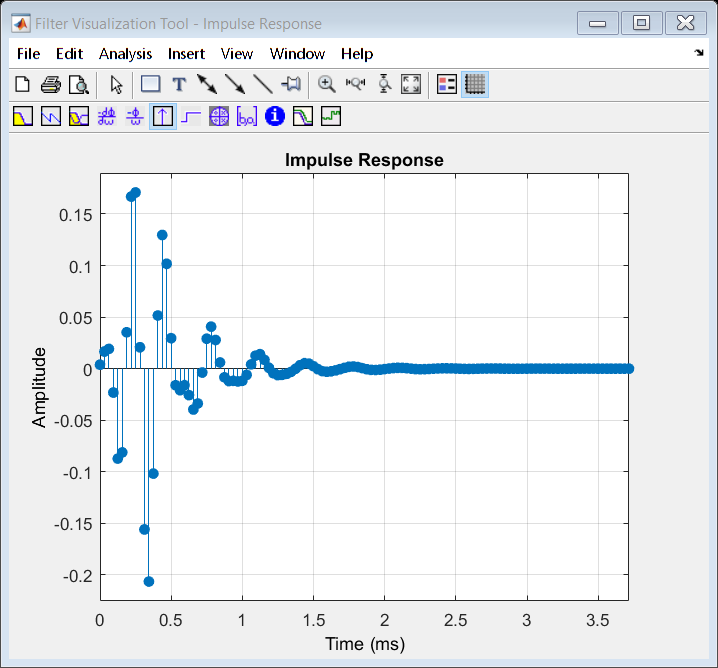 Filter Visualization Tool - Impulse Response
File Edit Analysis Insert View Window Help
T
[b,a]
i
Impulse Response
0.15
0.1
0.05
0
-0.05
-0.1
-0.15
-0.2
Amplitude
0 0.5 1 1.5 2 2.5 3 3.5
Time (ms)